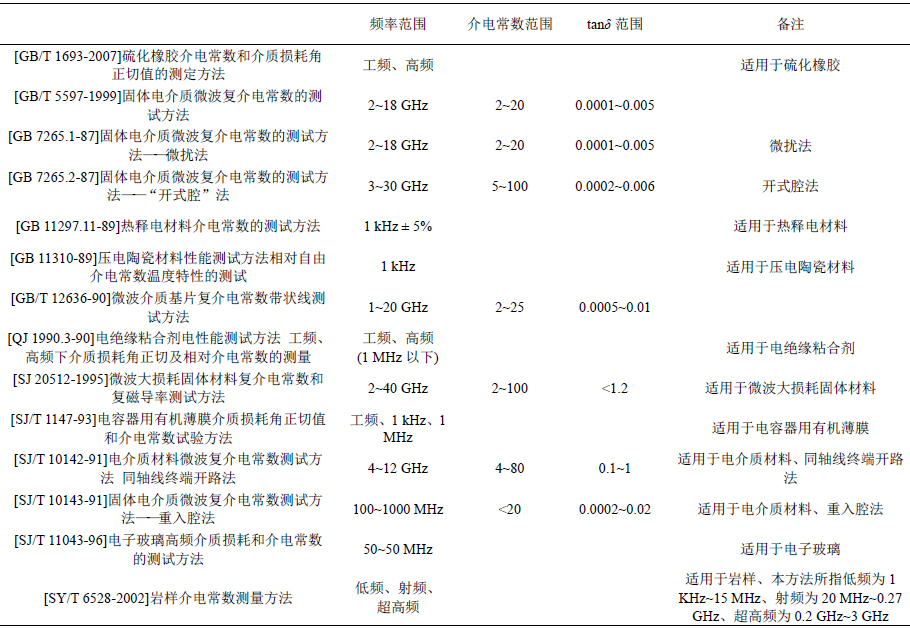 频率范围 介电常数范围 tanδ 范围 备注
[GB/T 1693-2007]硫化橡胶介电常数和介质损耗角
正切值的测定方法
工频、高频 适用于硫化橡胶
[GB/T 5597-1999]固体电介质微波复介电常数的测
试方法
2~18 GHz 2~20 0.0001~0.005
[GB 7265.1-87]固体电介质微波复介电常数的测试方
法——微扰法
2~18 GHz 2~20 0.0001~0.005 微扰法
[GB 7265.2-87]固体电介质微波复介电常数的测试方
法——“开式腔”法
3~30 GHz 5~100 0.0002~0.006 开式腔法
[GB 11297.11-89]热释电材料介电常数的测试方法 1 kHz ± 5% 适用于热释电材料
[GB 11310-89]压电陶瓷材料性能测试方法相对自由
介电常数温度特性的测试
1 kHz 适用于压电陶瓷材料
[GB/T 12636-90]微波介质基片复介电常数带状线测
试方法
1~20 GHz 2~25 0.0005~0.01
[QJ 1990.3-90]电绝缘粘合剂电性能测试方法 工频、
高频下介质损耗角正切及相对介电常数的测量
工频、高频
(1 MHz 以下)
适用于电绝缘粘合剂
[SJ 20512-1995]微波大损耗固体材料复介电常数和
复磁导率测试方法
2~40 GHz 2~100 <1.2 适用于微波大损耗固体材料
[SJ/T 1147-93]电容器用有机薄膜介质损耗角正切值
和介电常数试验方法
工频、1 kHz、1
MHz
适用于电容器用有机薄膜
[SJ/T 10142-91]电介质材料微波复介电常数测试方
法 同轴线终端开路法
4~12 GHz 4~80 0.1~1
适用于电介质材料、同轴线终端开路
法
[SJ/T 10143-91]固体电介质微波复介电常数测试方
法——重入腔法
100~1000 MHz <20 0.0002~0.02 适用于电介质材料、重入腔法
[SJ/T 11043-96]电子玻璃高频介质损耗和介电常数
的测试方法
50~50 MHz 适用于电子玻璃
[SY/T 6528-2002]岩样介电常数测量方法
低频、射频、
超高频
适用于岩样、本方法所指低频为 1
KHz~15 MHz、射频为 20 MHz~0.27
GHz、超高频为 0.2 GHz~3 GHz